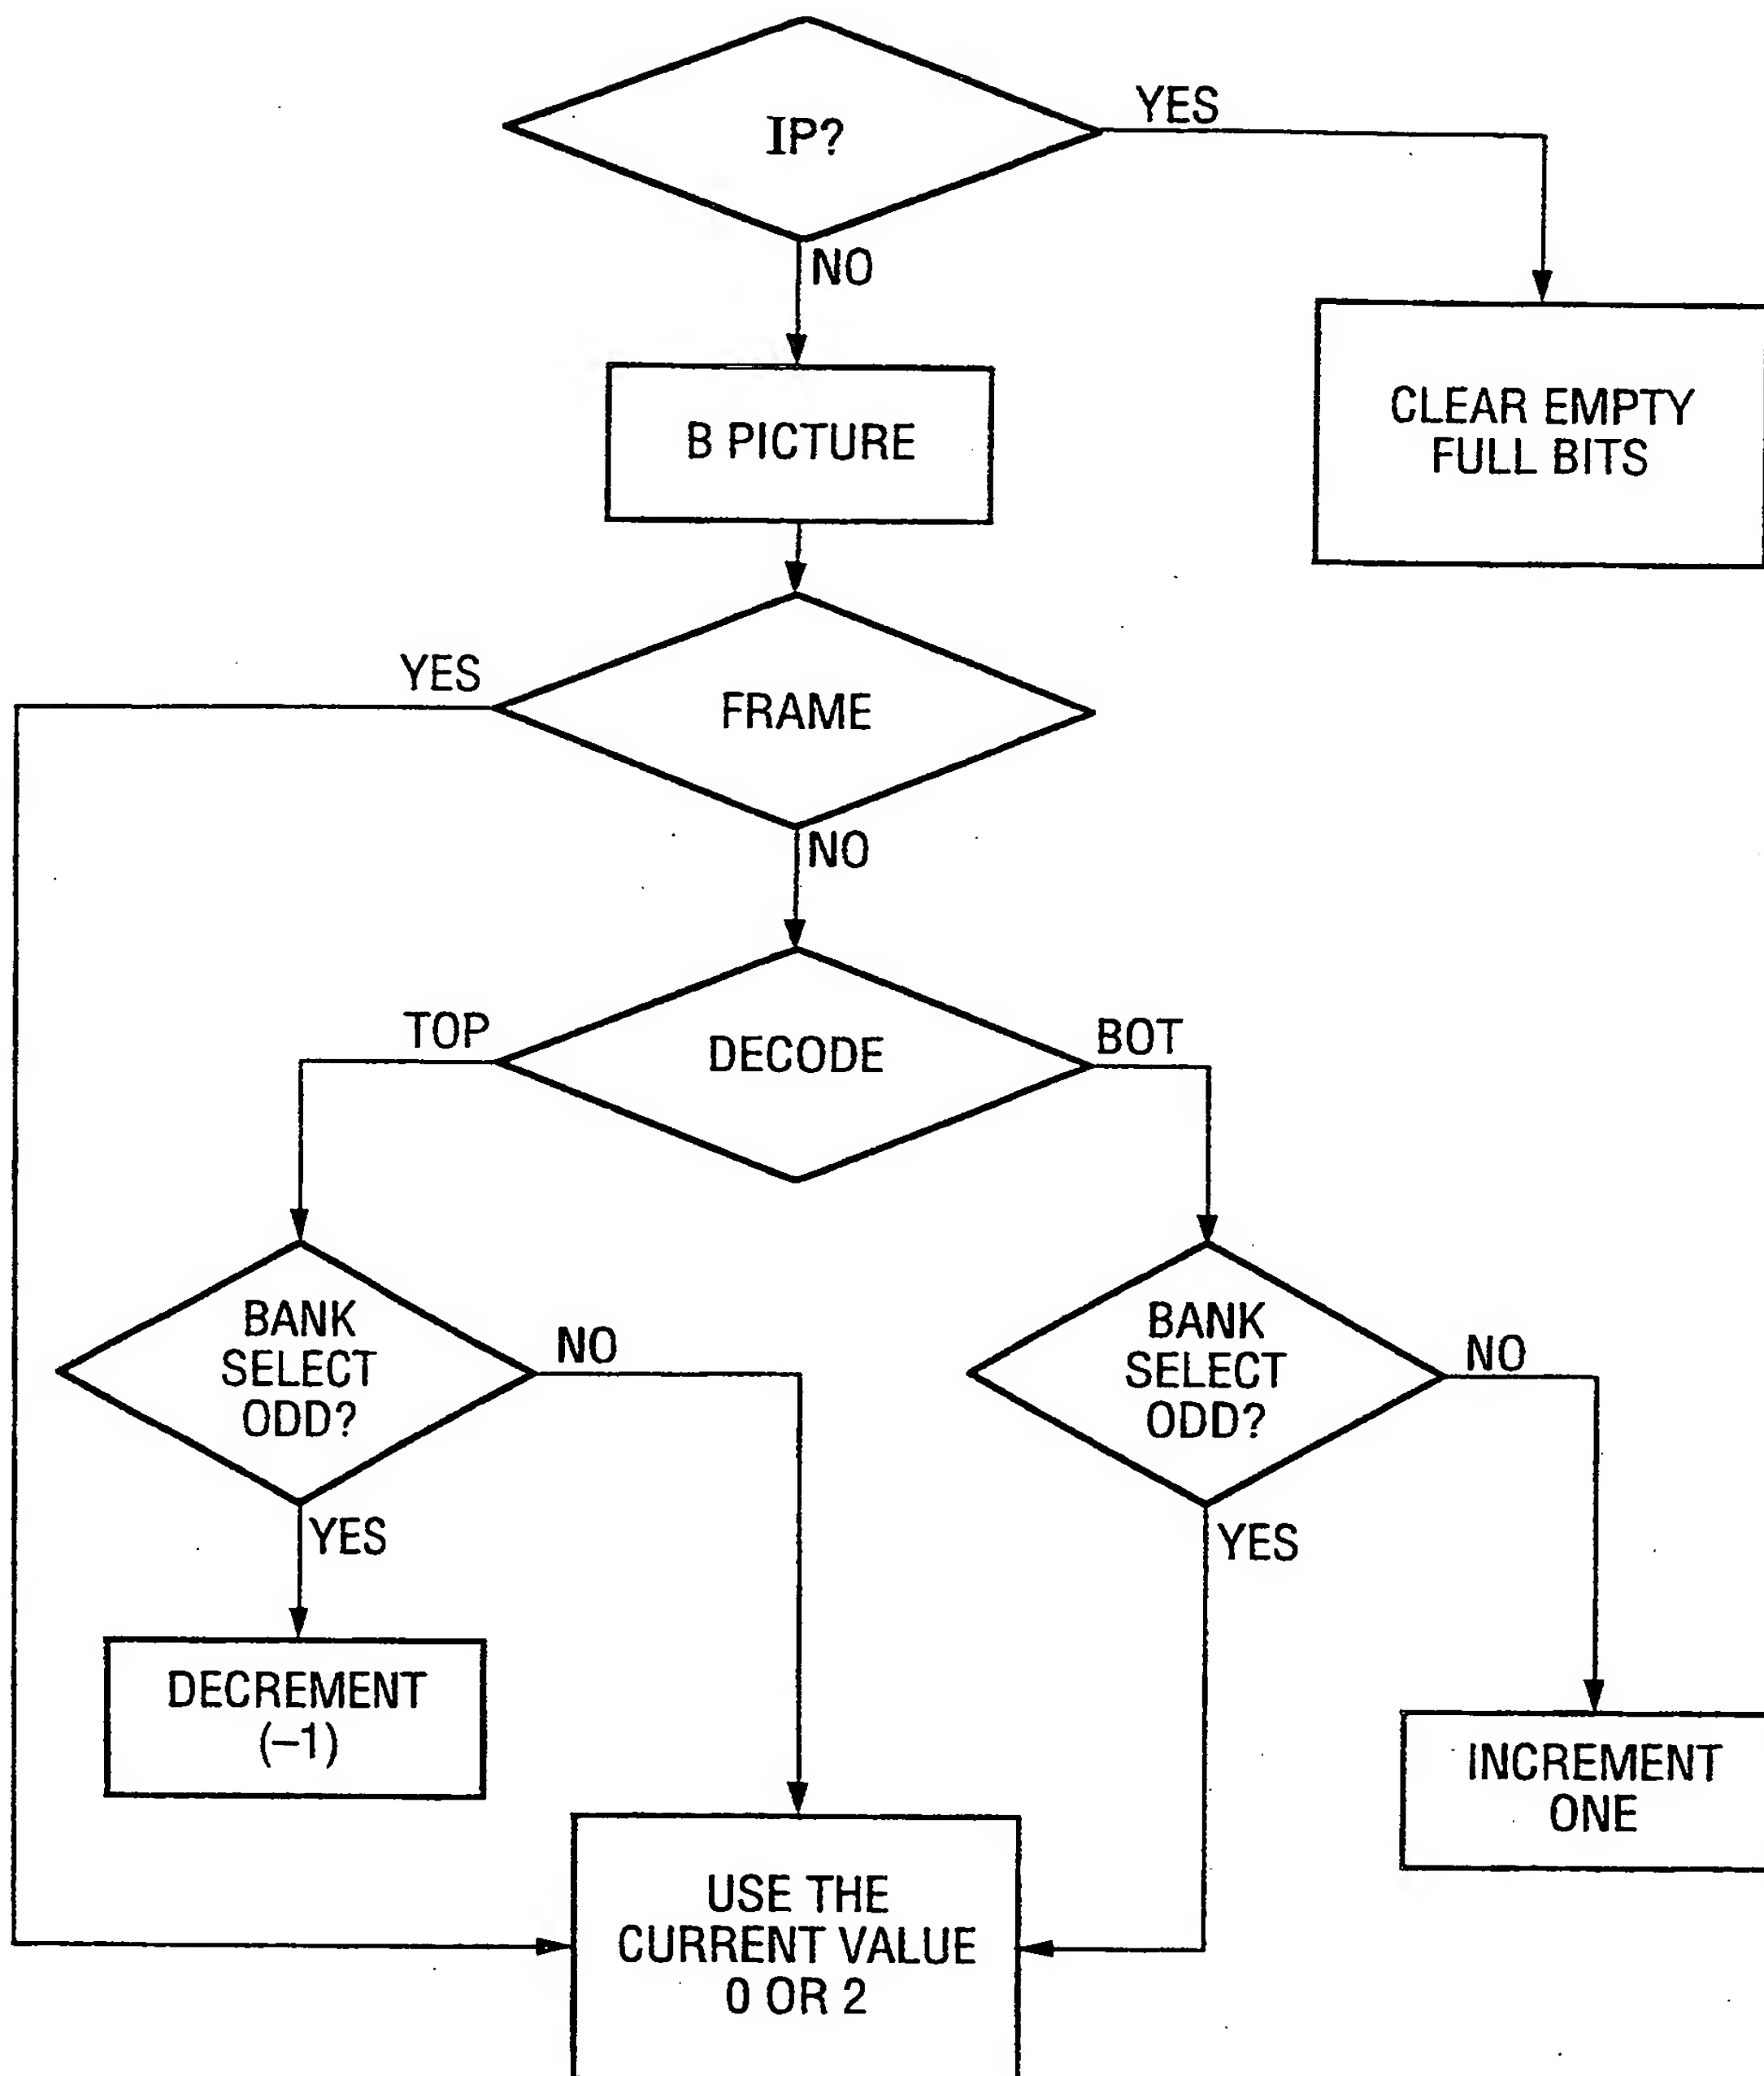 IP?
YES
NO
B PICTURE
CLEAR EMPTY
FULL BITS
YES
FRAME
NO
TOP
DECODE
BOT
BANK
SELECT
ODD?
NO
BANK
SELECT
ODD?
NO
YES
YES
DECREMENT
(–1)
INCREMENT
ONE
USE THE
CURRENT VALUE
0 OR 2